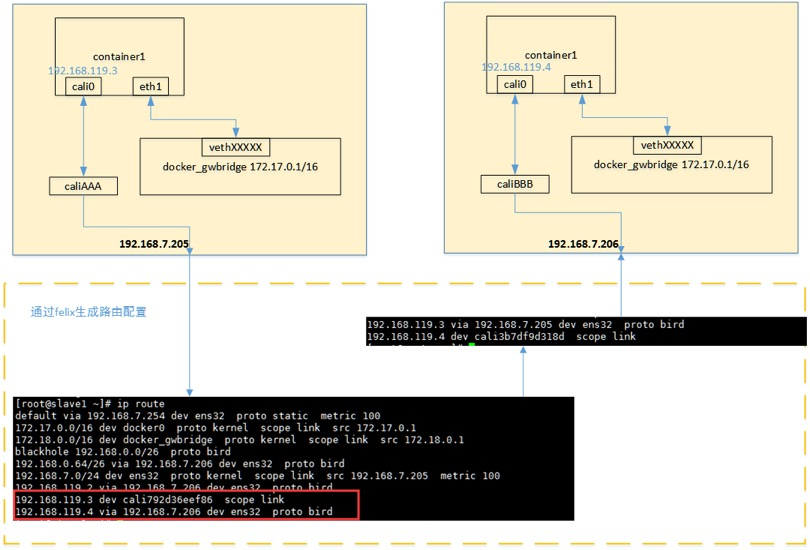 container1
192.168.119.3
cali0
eth1
vethXXXXX
docker_gwbridge 172.17.0.1/16
caliAAA
192.168.7.205
container1
192.168.119.4
cali0
eth1
vethXXXXX
docker_gwbridge 172.17.0.1/16
caliBBB
192.168.7.206
通过felix生成路由配置
192.168.119.3 via 192.168.7.205 dev ens32 proto bird
192.168.119.4 dev cali3b7df9d318d scope link
[root@slave1 ~]# ip route
default via 192.168.7.254 dev ens32 proto static metric 100
172.17.0.0/16 dev docker0 proto kernel scope link src 172.17.0.1
172.18.0.0/16 dev docker_gwbridge proto kernel scope link src 172.18.0.1
blackhole 192.168.0.0/26 proto bird
192.168.0.64/26 via 192.168.7.206 dev ens32 proto bird
192.168.7.0/24 dev ens32 proto kernel scope link src 192.168.7.205 metric 100
192.168.119.2 via 192.168.7.206 dev ens32 proto bird
192.168.119.3 dev cali792d36eef86 scope link
192.168.119.4 via 192.168.7.206 dev ens32 proto bird